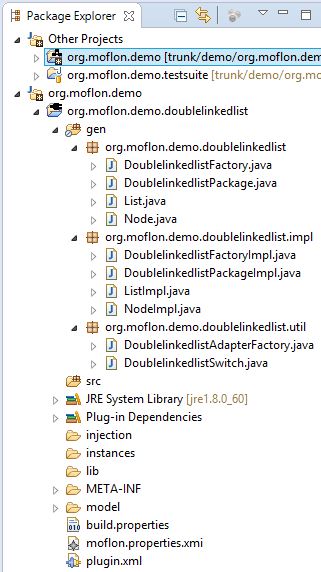 Package Explorer
Other Projects
org.moflon.demo [trunk/demo/org.moflon.dem
org.moflon.demo.testsuite [trunk/demo/org.mo
org.moflon.demo
org.moflon.demo.doublelinkedlist
gen
org.moflon.demo.doublelinkedlist
DoublelinkedlistFactory.java
DoublelinkedlistPackage.java
List.java
Node.java
org.moflon.demo.doublelinkedlist.impl
DoublelinkedlistFactoryImpl.java
DoublelinkedlistPackageImpl.java
ListImpl.java
NodeImpl.java
org.moflon.demo.doublelinkedlist.util
DoublelinkedlistAdapterFactory.java
DoublelinkedlistSwitch.java
src
JRE System Library [jre1.8.0_60]
Plug-in Dependencies
injection
instances
lib
META-INF
model
build.properties
moflon.properties.xmi
plugin.xml